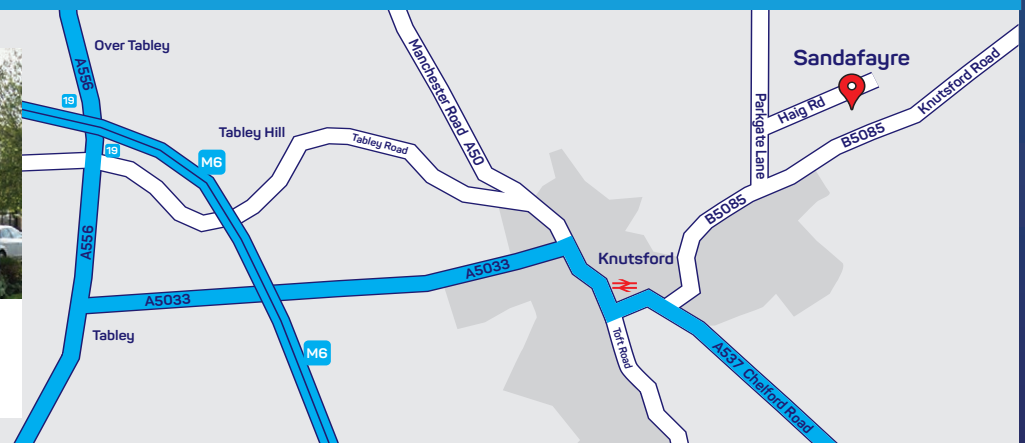 Over Tabley
A556
19
Manchester Road A50
Sandafayre
Knutsford Road
Haig Rd
Parkgate Lane
Tabley Hill
Tabley Road
B5085
19
M6
B5085
A556
Knutsford
A5033
A5033
Tabley
M6
Toft Road
A537 Chelford Road